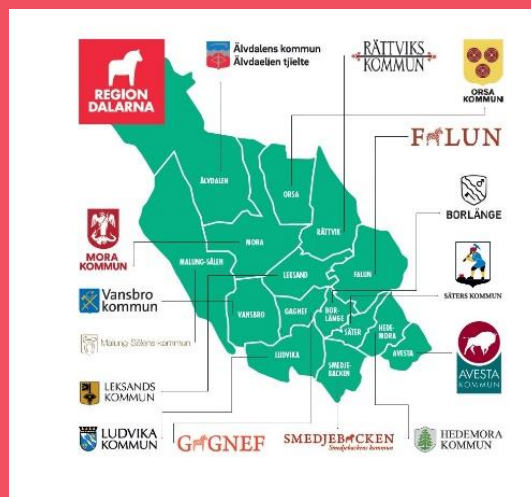 REGION
DALARNA
Älvdalens kommun
Älvdaeljen tjielte
RÄTTVIKS
KOMMUN
ORSA
KOMMUN
FALUN
BORLÄNGE
SÄTERS KOMMUN
AVESTA
KOMMUN
MORA
KOMMUN
Vansbro
kommun
Malung-Sälens kommun
LEKSANDS
KOMMUN
LUDVIKA
KOMMUN
GAGNEF
SMEDJEBACKEN
Smedjebackens kommun
HEDEMORA
KOMMUN
ÄLVDALEN
ORSA
RÄTTVIK
MORA
MALUNG-SÄLEN
LEKSAND
FALUN
VANSBRO
GAGNEF
BOR-
LÄNGE
SÄTER
HEDE-
MORA
AVESTA
LUDVIKA
SMEDJE-
BACKEN